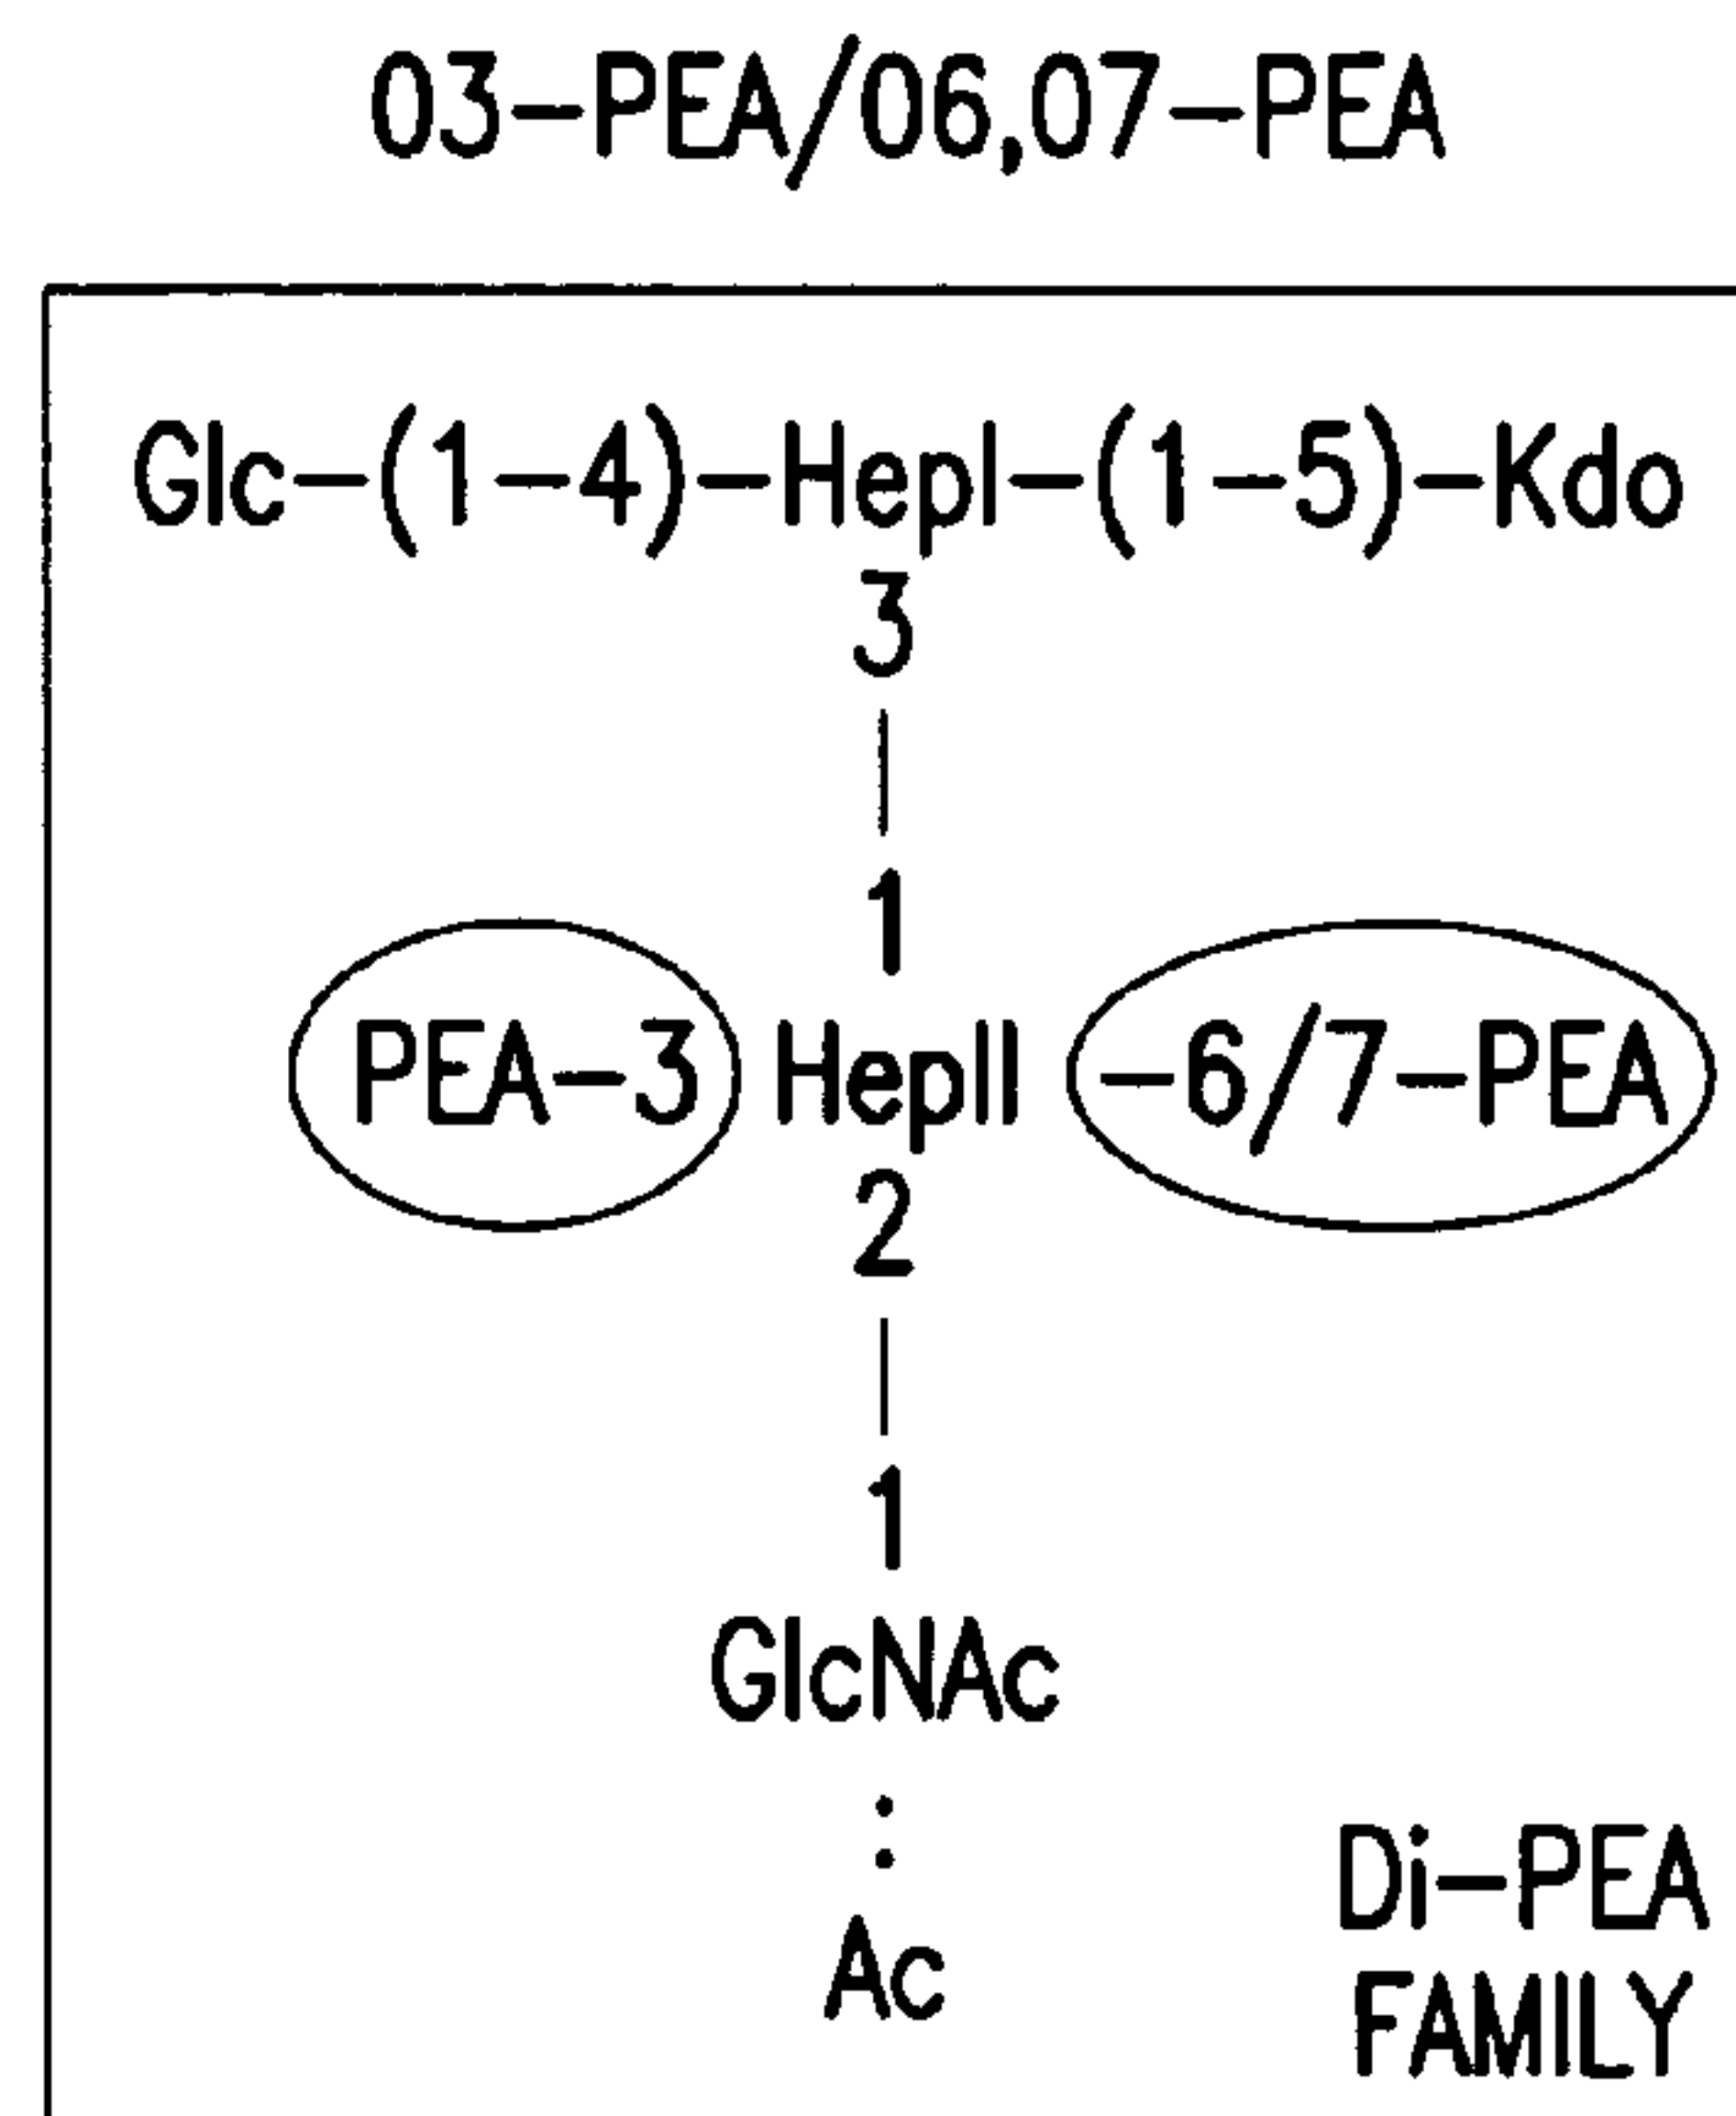 03-PEA/06,07-PEA
Glc-(1-4)-HepI-(1-5)-Kdo
3
1
PEA-3 HepII -6/7-PEA
2
1
GlcNAc
Ac
Di-PEA
FAMILY